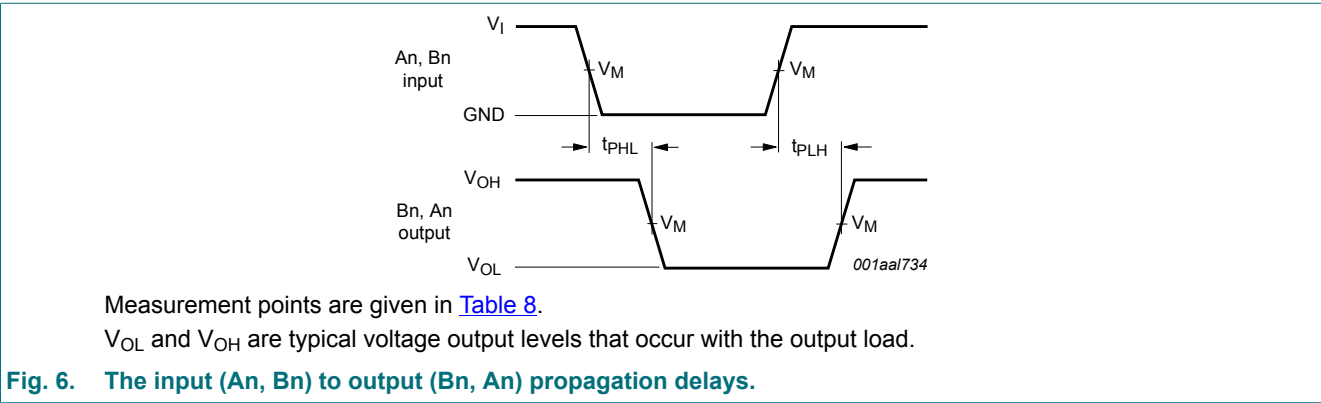 V_I
An, Bn
input
V_M
V_M
GND
t_PHL
t_PLH
V_OH
Bn, An
output
V_M
V_M
V_OL
001aal734
Measurement points are given in Table 8.
V_OL and V_OH are typical voltage output levels that occur with the output load.
Fig. 6. The input (An, Bn) to output (Bn, An) propagation delays.